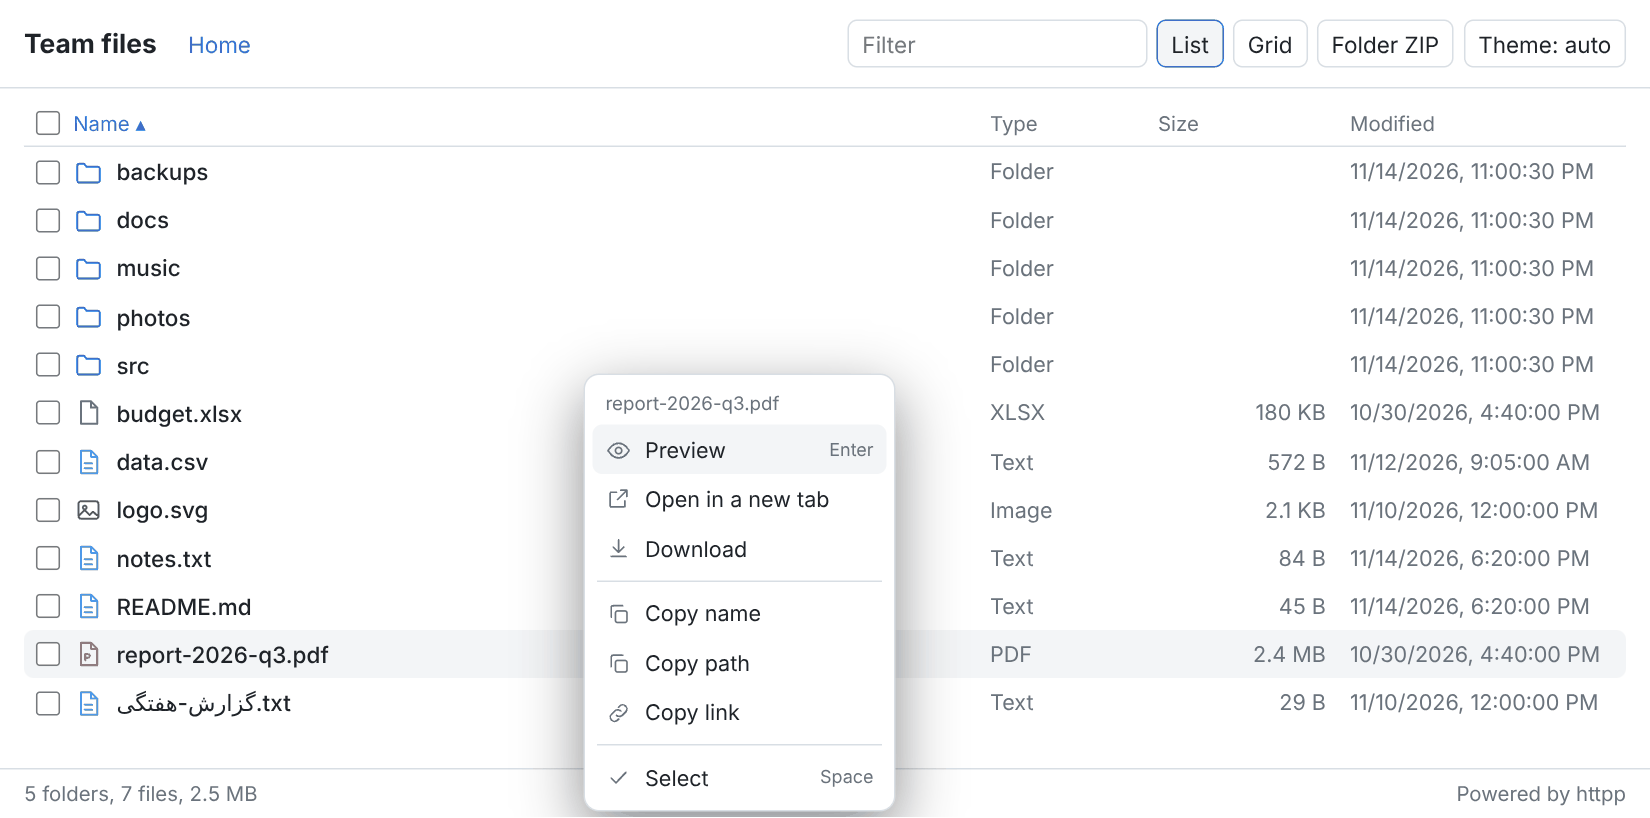 Team files Home Filter List Grid Folder ZIP Theme: auto
Name ▲ Type Size Modified
backups Folder 11/14/2026, 11:00:30 PM
docs Folder 11/14/2026, 11:00:30 PM
music Folder 11/14/2026, 11:00:30 PM
photos Folder 11/14/2026, 11:00:30 PM
src Folder 11/14/2026, 11:00:30 PM
budget.xlsx XLSX 180 KB 10/30/2026, 4:40:00 PM
data.csv Text 572 B 11/12/2026, 9:05:00 AM
logo.svg Image 2.1 KB 11/10/2026, 12:00:00 PM
notes.txt Text 84 B 11/14/2026, 6:20:00 PM
README.md Text 45 B 11/14/2026, 6:20:00 PM
report-2026-q3.pdf PDF 2.4 MB 10/30/2026, 4:40:00 PM
گزارش-هفتگی.txt Text 29 B 11/10/2026, 12:00:00 PM
report-2026-q3.pdf
Preview Enter
Open in a new tab
Download
Copy name
Copy path
Copy link
Select Space
5 folders, 7 files, 2.5 MB Powered by httpp